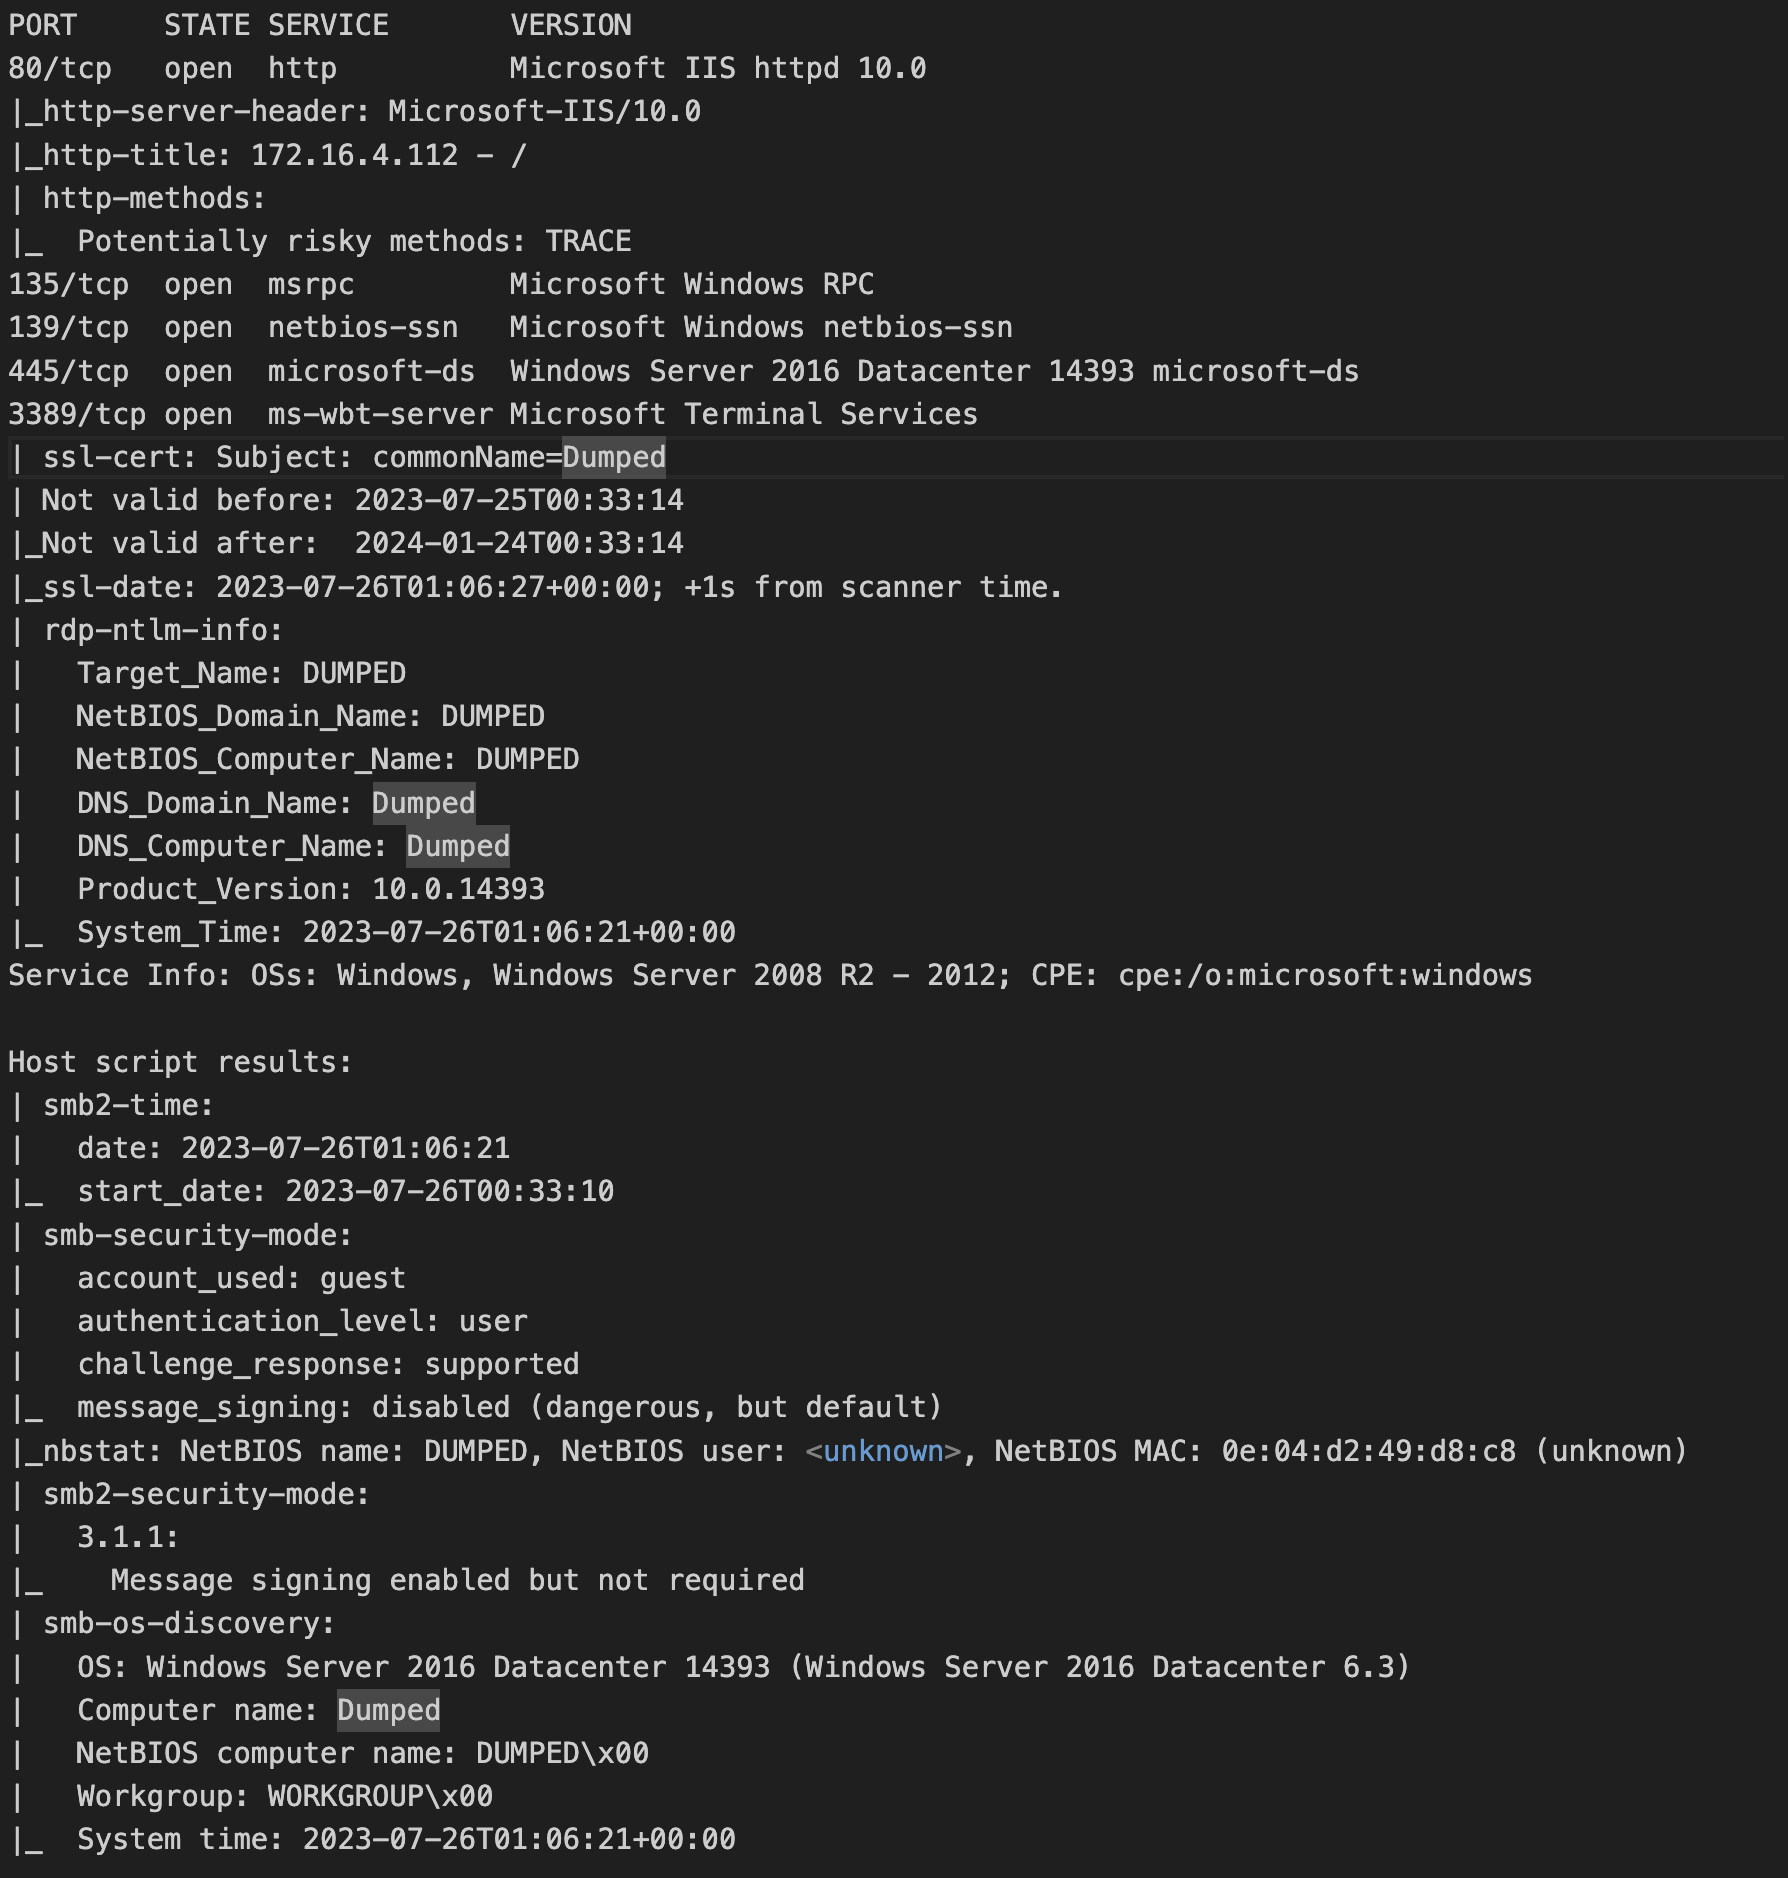 PORT     STATE SERVICE       VERSION
80/tcp   open  http          Microsoft IIS httpd 10.0
|_http-server-header: Microsoft-IIS/10.0
|_http-title: 172.16.4.112 - /
| http-methods:
|_  Potentially risky methods: TRACE
135/tcp  open  msrpc         Microsoft Windows RPC
139/tcp  open  netbios-ssn   Microsoft Windows netbios-ssn
445/tcp  open  microsoft-ds  Windows Server 2016 Datacenter 14393 microsoft-ds
3389/tcp open  ms-wbt-server Microsoft Terminal Services
| ssl-cert: Subject: commonName=Dumped
| Not valid before: 2023-07-25T00:33:14
|_Not valid after:  2024-01-24T00:33:14
|_ssl-date: 2023-07-26T01:06:27+00:00; +1s from scanner time.
| rdp-ntlm-info:
|   Target_Name: DUMPED
|   NetBIOS_Domain_Name: DUMPED
|   NetBIOS_Computer_Name: DUMPED
|   DNS_Domain_Name: Dumped
|   DNS_Computer_Name: Dumped
|   Product_Version: 10.0.14393
|_  System_Time: 2023-07-26T01:06:21+00:00
Service Info: OSs: Windows, Windows Server 2008 R2 - 2012; CPE: cpe:/o:microsoft:windows

Host script results:
| smb2-time:
|   date: 2023-07-26T01:06:21
|_  start_date: 2023-07-26T00:33:10
| smb-security-mode:
|   account_used: guest
|   authentication_level: user
|   challenge_response: supported
|_  message_signing: disabled (dangerous, but default)
|_nbstat: NetBIOS name: DUMPED, NetBIOS user: <unknown>, NetBIOS MAC: 0e:04:d2:49:d8:c8 (unknown)
| smb2-security-mode:
|   3.1.1:
|_    Message signing enabled but not required
| smb-os-discovery:
|   OS: Windows Server 2016 Datacenter 14393 (Windows Server 2016 Datacenter 6.3)
|   Computer name: Dumped
|   NetBIOS computer name: DUMPED\x00
|   Workgroup: WORKGROUP\x00
|_  System time: 2023-07-26T01:06:21+00:00